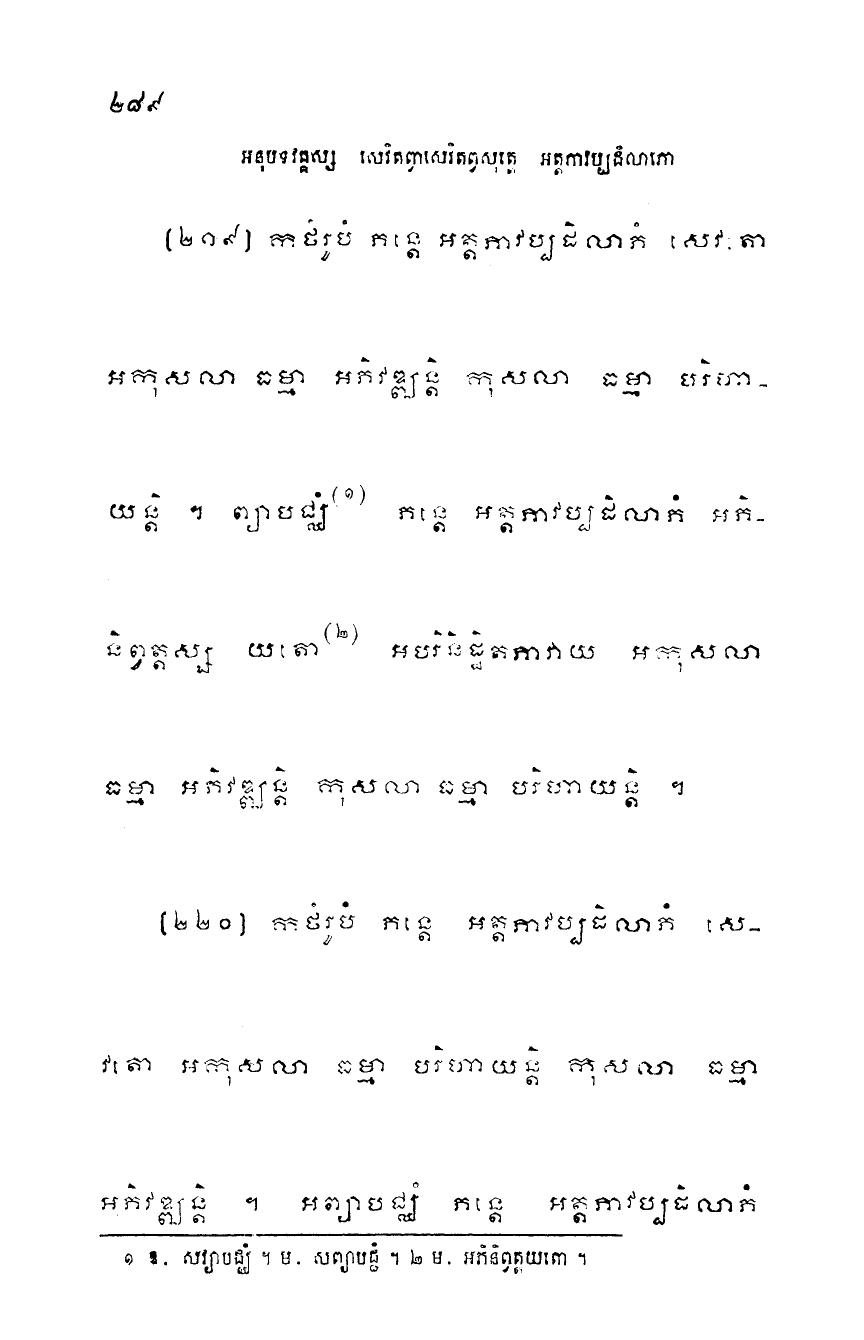 ២៨៩
អនុបទវគ្គស្ស សេវិតព្វាសេវិតព្វសុត្តេ អត្តភាវប្បដិលាភោ
[២១៩] កថំរូបំ ភន្តេ អត្តភាវប្បដិលាភំ សេវតោ
អកុសលា ធម្មា អភិវឌ្ឍន្តិ កុសលា ធម្មា បរិហា-
យន្តិ ។ ព្យាបជ្ឈំ(១) ភន្តេ អត្តភាវប្បដិលាភំ អភិ-
និព្វត្តស្ស យតោ(២) អបរិនិដ្ឋិតភាវាយ អកុសលា
ធម្មា អភិវឌ្ឍន្តិ កុសលា ធម្មា បរិហាយន្តិ ។
[២២០] កថំរូបំ ភន្តេ អត្តភាវប្បដិលាភំ សេ-
វតោ អកុសលា ធម្មា បរិហាយន្តិ កុសលា ធម្មា
អភិវឌ្ឍន្តិ ។ អព្យាបជ្ឈំ ភន្តេ អត្តភាវប្បដិលាភំ
១ ឱ. សវ្យាបជ្ឈំ ។ ម. សព្យាបជ្ជំ ។ ២ ម. អភិនិព្វត្តយតោ ។